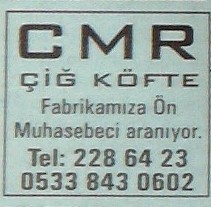 CMR
ÇİĞ KÖFTE
Fabrikamıza Ön
Muhasebeci aranıyor.
Tel: 228 64 23
0533 843 0602